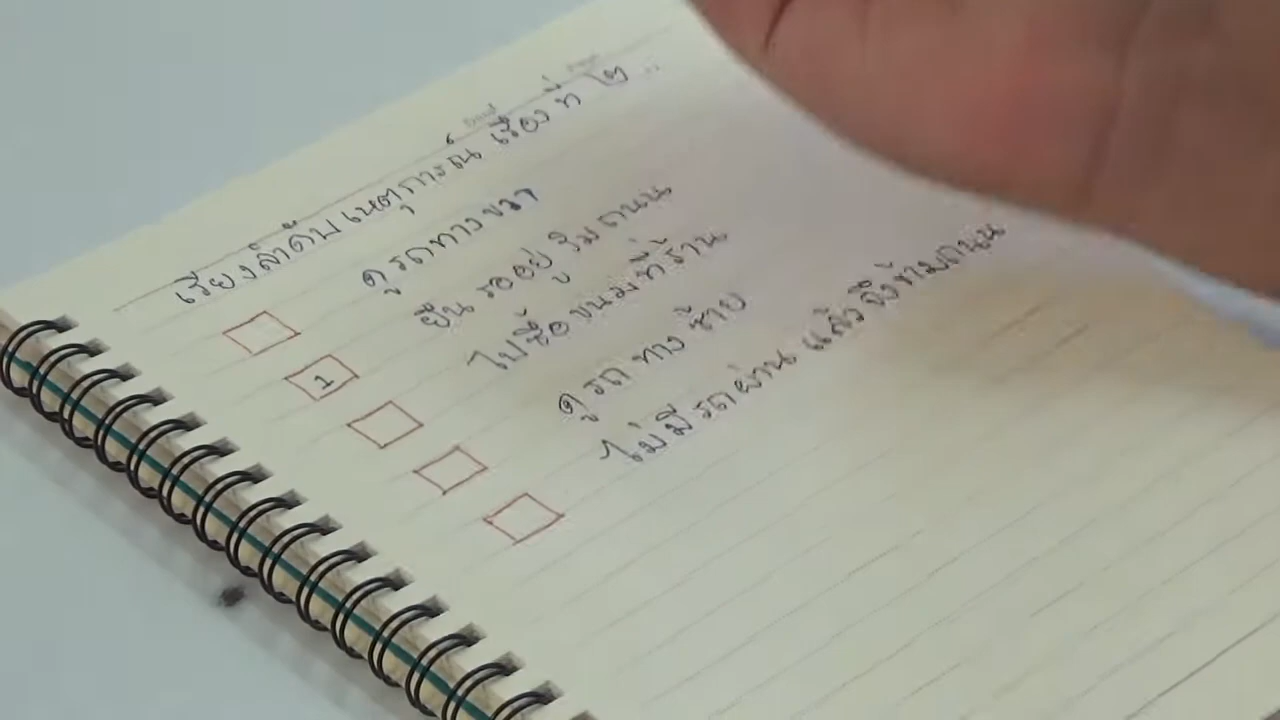 เรียงลำดับเหตุการณ์ เรื่องที่ ๒
ดูรถทางขวา
1 ยืนรออยู่ริมถนน
ไปซื้อขนมที่ร้าน
ดูรถทางซ้าย
ไม่มีรถผ่าน แล้วจึงข้ามถนน